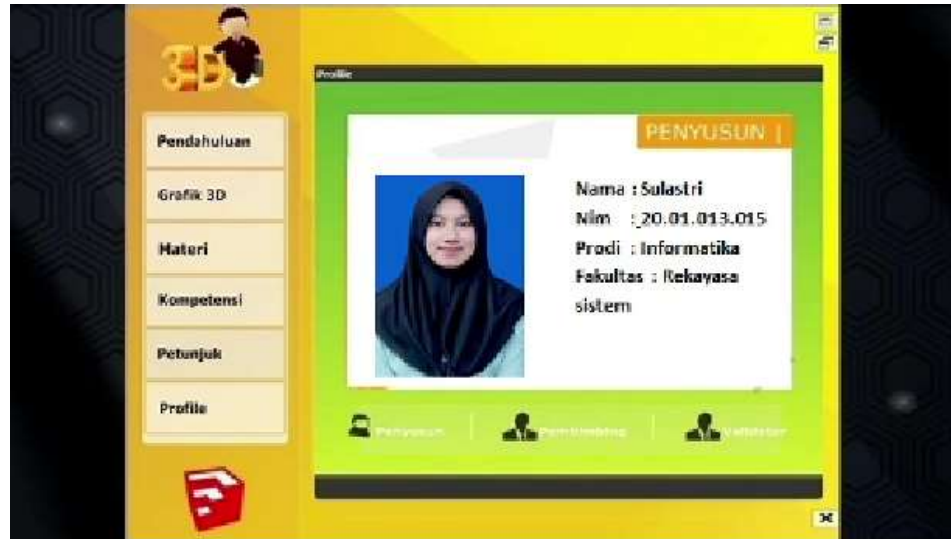 3-D
Profile
Pendahuluan
Grafik 3D
Materi
Kompetensi
Petunjuk
Profile
PENYUSUN |
Nama : Sulastri
Nim : 20.01.013.015
Prodi : Informatika
Fakultas : Rekayasa
sistem
Penyusun
Pembimbing
Validator